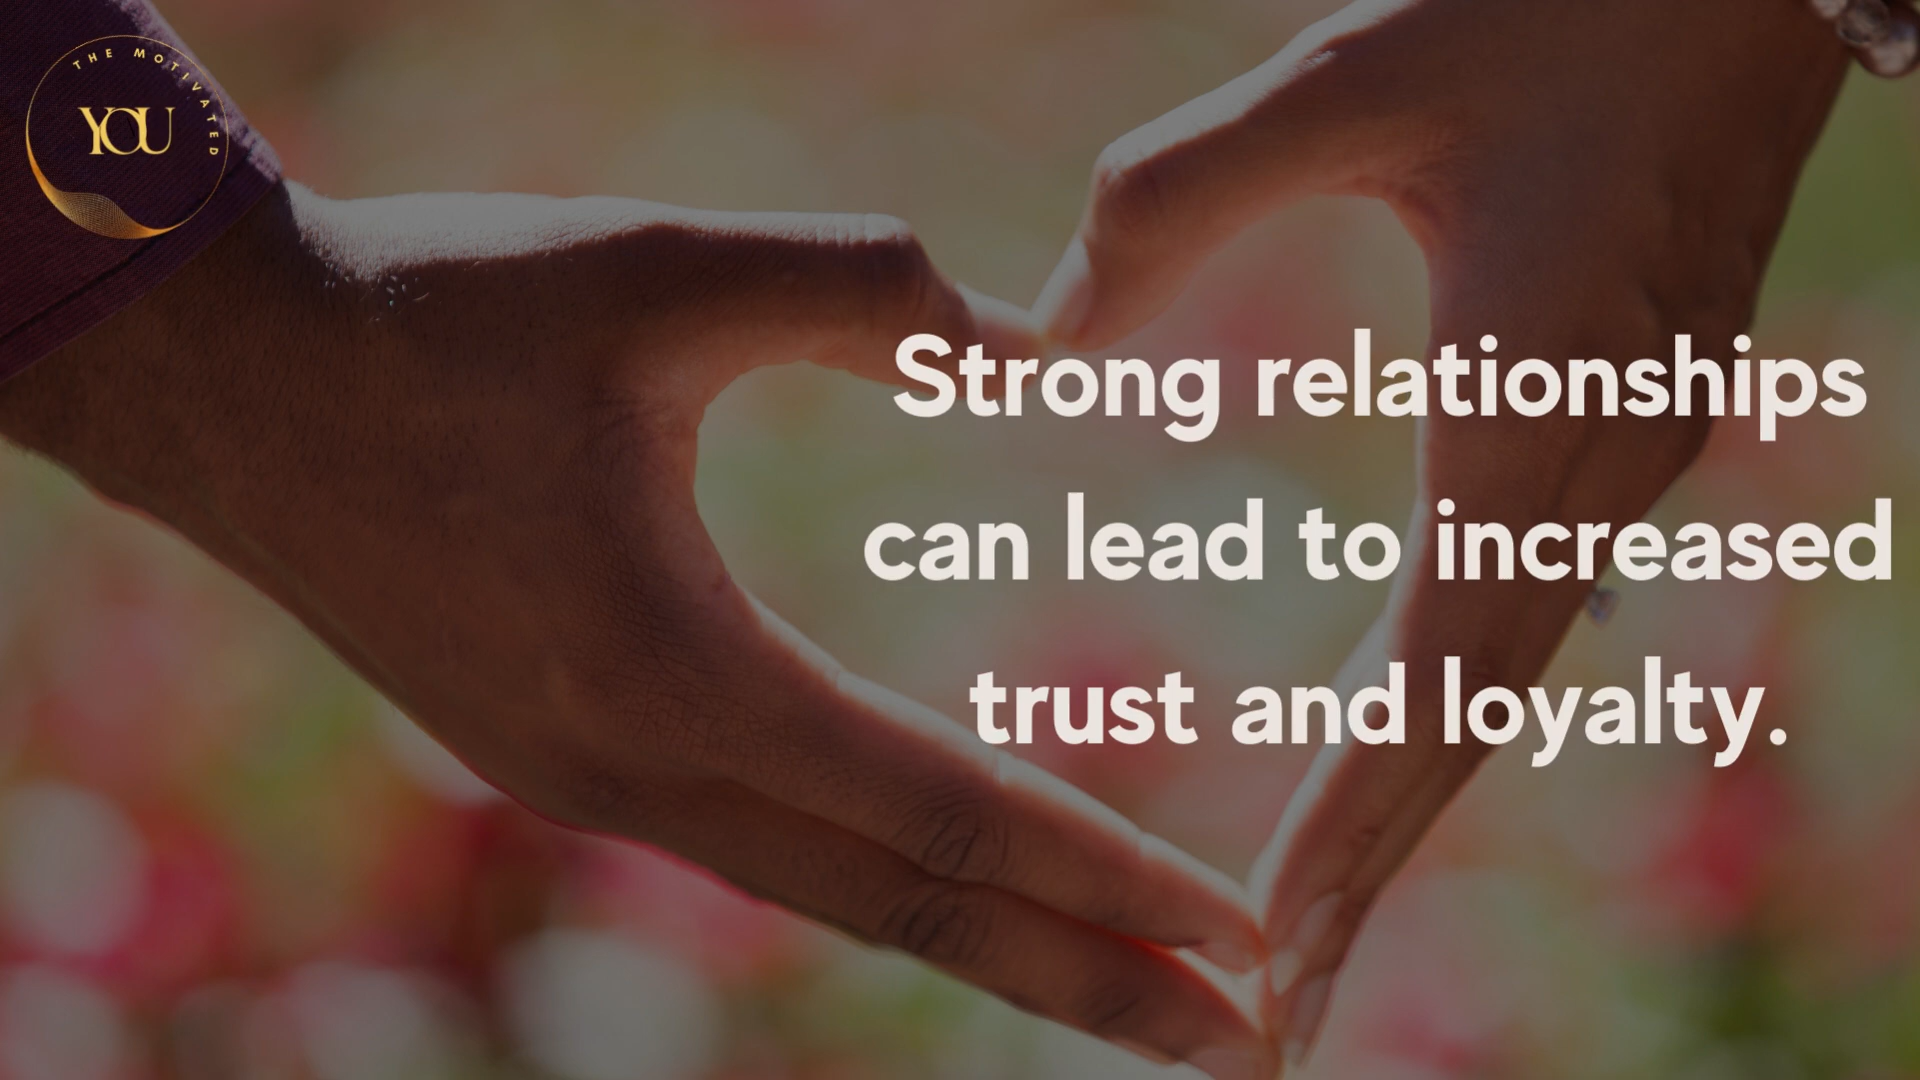 THE MOTIVATED
YOU
Strong relationships
can lead to increased
trust and loyalty.